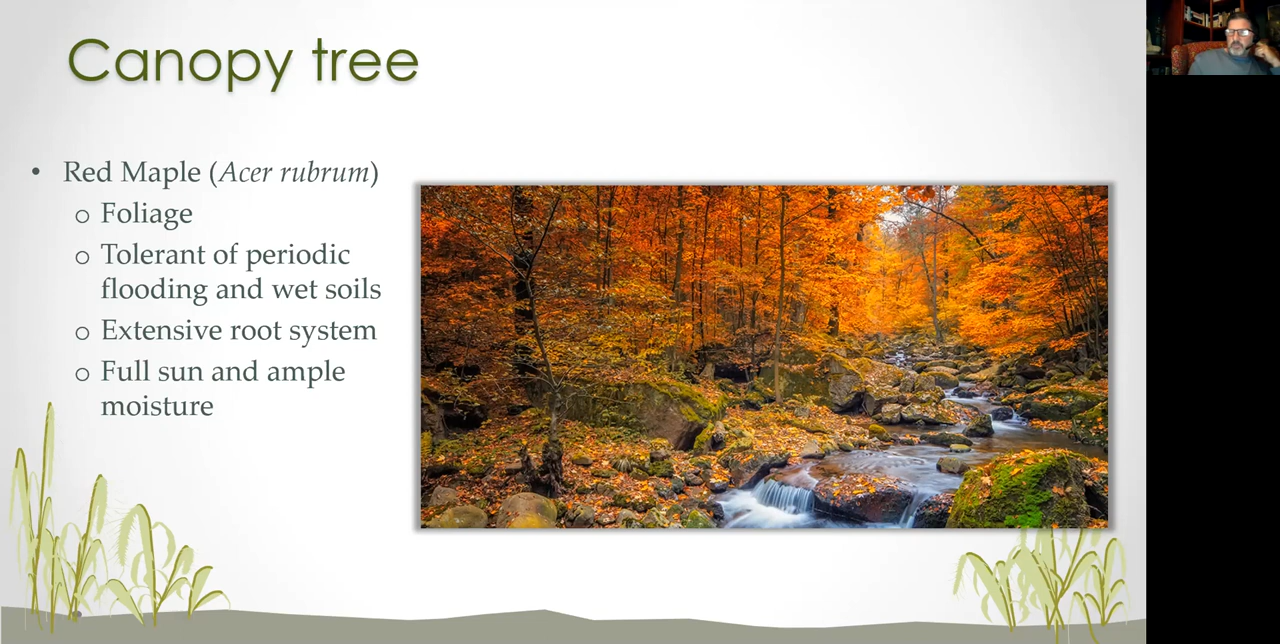 Canopy tree
• Red Maple (Acer rubrum)
o Foliage
o Tolerant of periodic
flooding and wet soils
o Extensive root system
o Full sun and ample
moisture